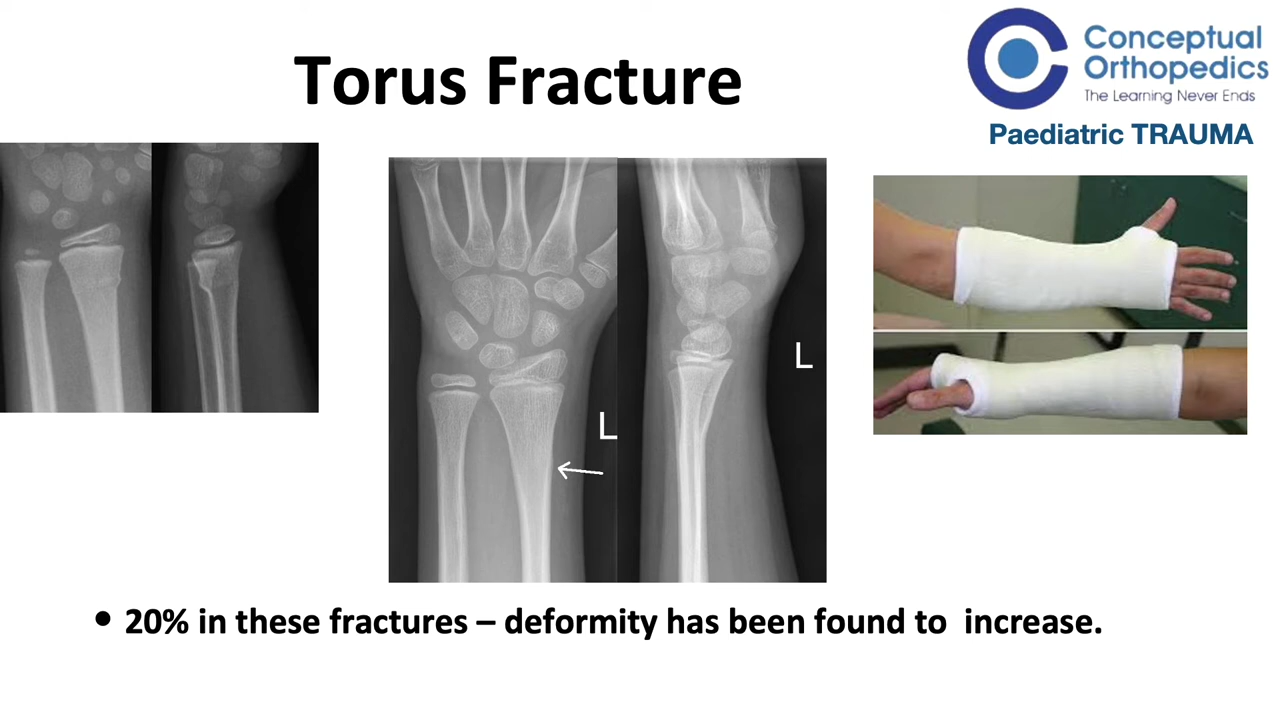 Torus Fracture
Conceptual
Orthopedics
The Learning Never Ends
Paediatric TRAUMA
L
L
• 20% in these fractures – deformity has been found to  increase.